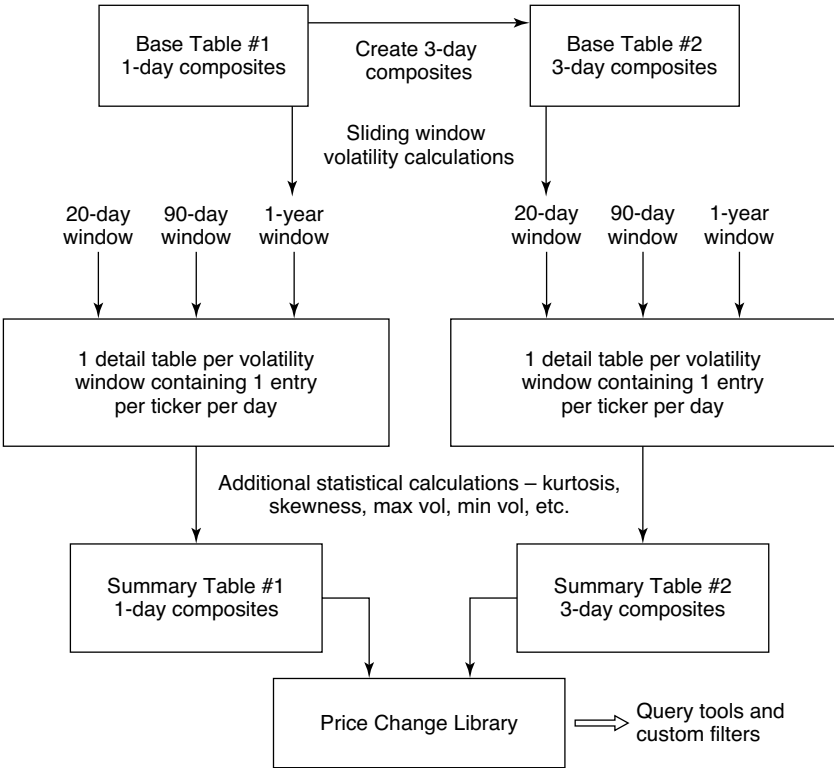 Base Table #1
1-day composites
Create 3-day
composites
Base Table #2
3-day composites
Sliding window
volatility calculations
20-day
window
90-day
window
1-year
window
20-day
window
90-day
window
1-year
window
1 detail table per volatility
window containing 1 entry
per ticker per day
1 detail table per volatility
window containing 1 entry
per ticker per day
Additional statistical calculations – kurtosis,
skewness, max vol, min vol, etc.
Summary Table #1
1-day composites
Summary Table #2
3-day composites
Price Change Library
Query tools and
custom filters